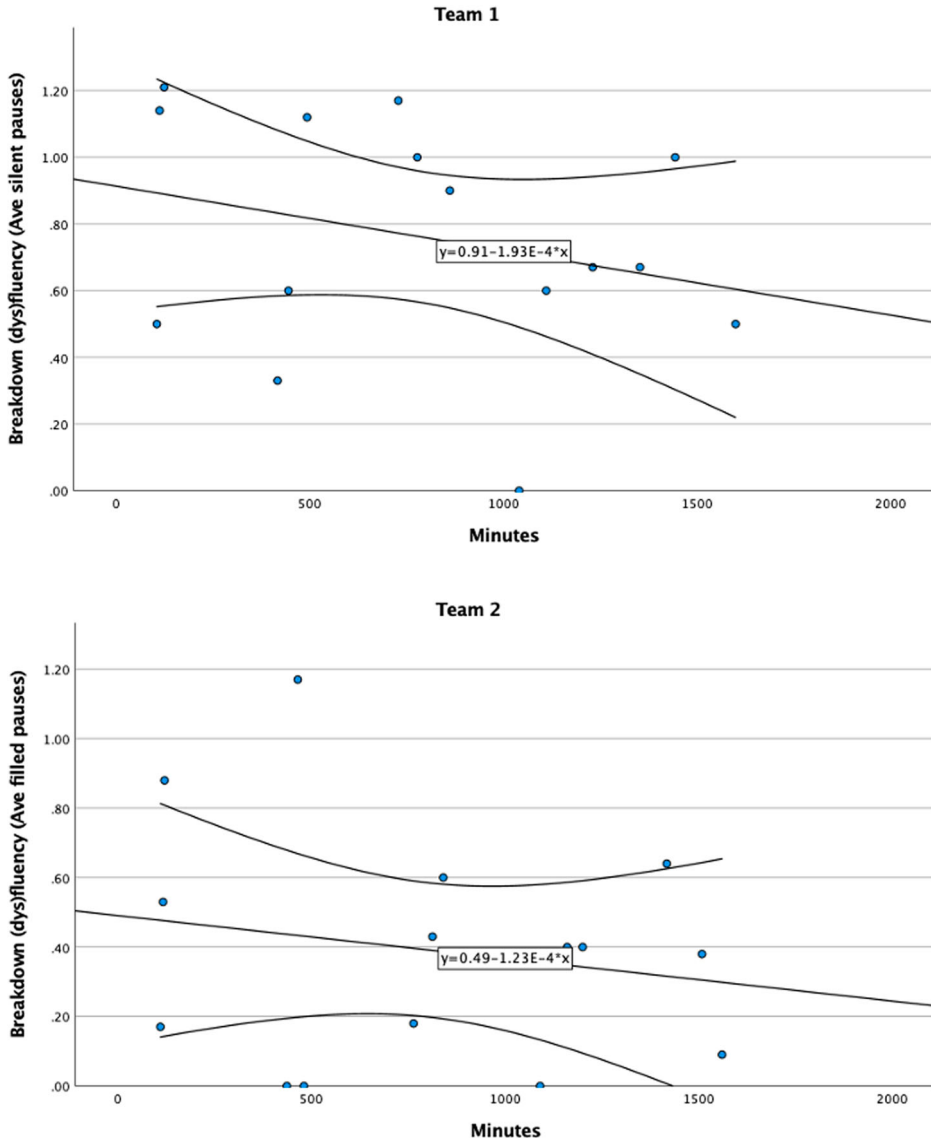 Team 1
Breakdown (dys)fluency (Ave silent pauses)
1.20
1.00
.80
.60
.40
.20
.00
y=0.91-1.93E-4*x
0 500 1000 1500 2000
Minutes
Team 2
Breakdown (dys)fluency (Ave filled pauses)
1.20
1.00
.80
.60
.40
.20
.00
y=0.49-1.23E-4*x
0 500 1000 1500 2000
Minutes